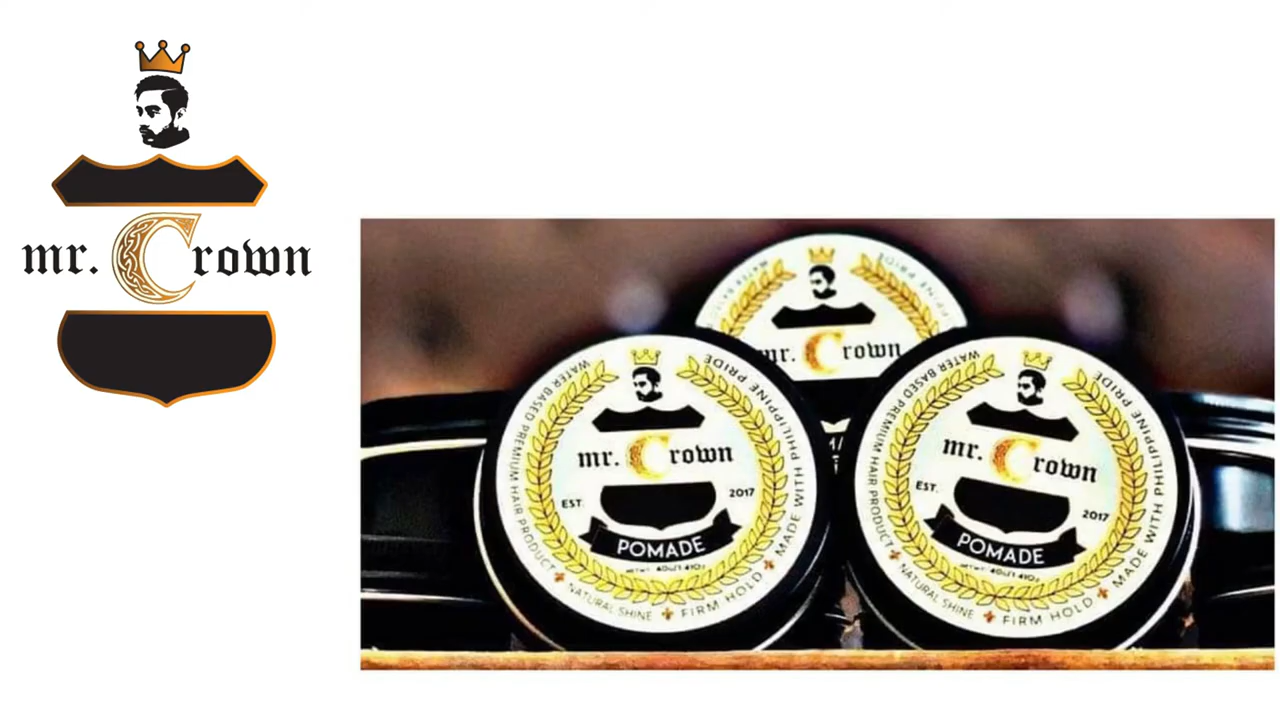 mr. Crown
mr. Crown
WATER BASED PREMIUM HAIR PRODUCT
MADE WITH PHILIPPINE PRIDE
mr. Crown
EST. 2017
POMADE
NATURAL SHINE FIRM HOLD
WATER BASED PREMIUM HAIR PRODUCT
MADE WITH PHILIPPINE PRIDE
mr. Crown
EST. 2017
POMADE
NATURAL SHINE FIRM HOLD